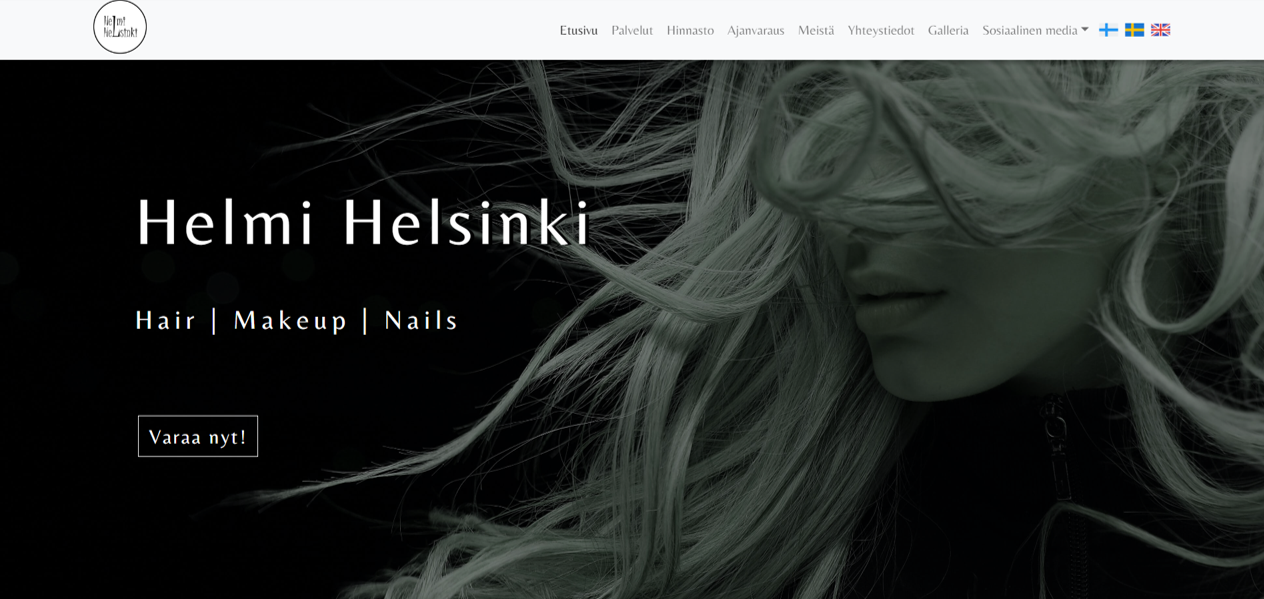 Helmi
Helsinki
Etusivu Palvelut Hinnasto Ajanvaraus Meistä Yhteystiedot Galleria Sosiaalinen media
Helmi Helsinki
Hair | Makeup | Nails
Varaa nyt!